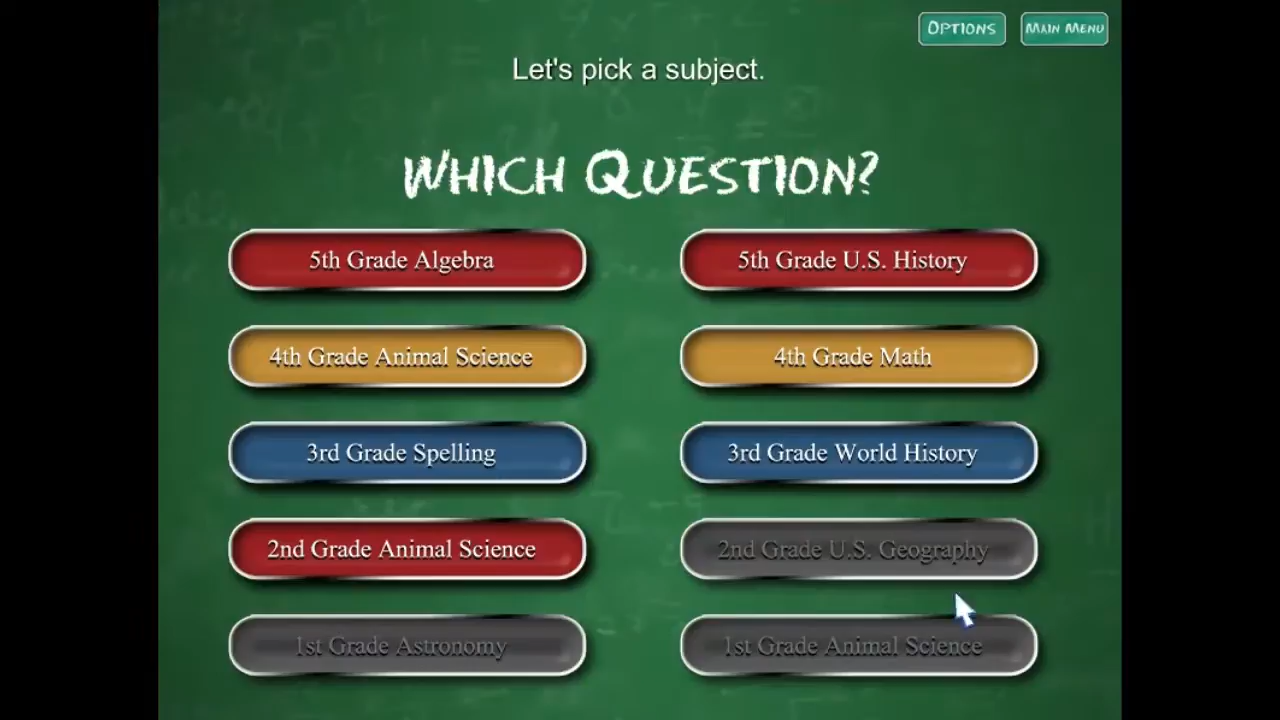 Options
Main Menu
Let's pick a subject.
Which Question?
5th Grade Algebra
5th Grade U.S. History
4th Grade Animal Science
4th Grade Math
3rd Grade Spelling
3rd Grade World History
2nd Grade Animal Science
2nd Grade U.S. Geography
1st Grade Astronomy
1st Grade Animal Science